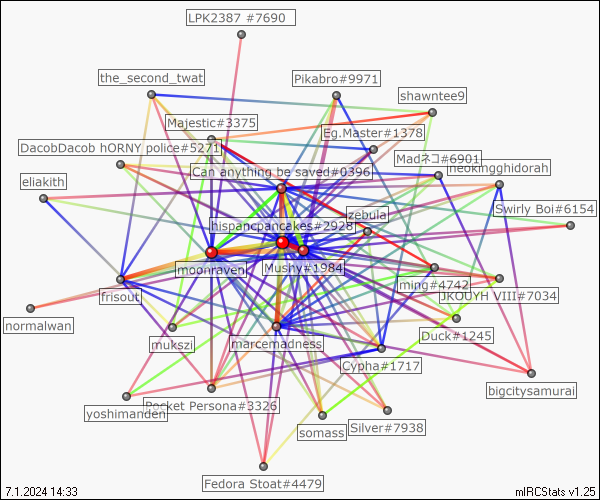 LPK2387 #7690
the_second_twat
Pikabro#9971
shawntee9
Majestic#3375
Eg.Master#1378
DacobDacob hORNY police#5271
Madネコ#6901
neokingghidorah
Can anything be saved#0396
eliakith
Swirly Boi#6154
zebula
hispancpancakes#2928
moonraven
Mushy#1984
ming#4742
JKOUYH VIII#7034
frisout
normalwan
Duck#1245
mukszi
marcemadness
Cypha#1717
bigcitysamurai
Pocket Persona#3326
yoshimanden
somass
Silver#7938
Fedora Stoat#4479
7.1.2024 14:33
mIRCStats v1.25